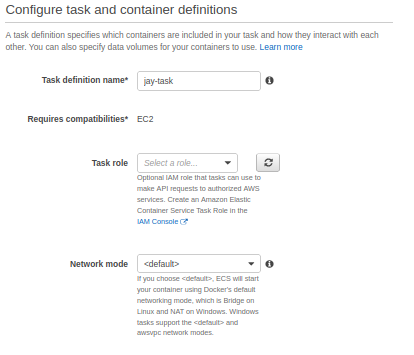 Configure task and container definitions
A task definition specifies which containers are included in your task and how they interact with each
other. You can also specify data volumes for your containers to use. Learn more
Task definition name* jay-task
Requires compatibilities* EC2
Task role Select a role...
Optional IAM role that tasks can use to
make API requests to authorized AWS
services. Create an Amazon Elastic
Container Service Task Role in the
IAM Console
Network mode <default>
If you choose <default>, ECS will start
your container using Docker's default
networking mode, which is Bridge on
Linux and NAT on Windows. Windows
tasks support the <default> and
awsvpc network modes.